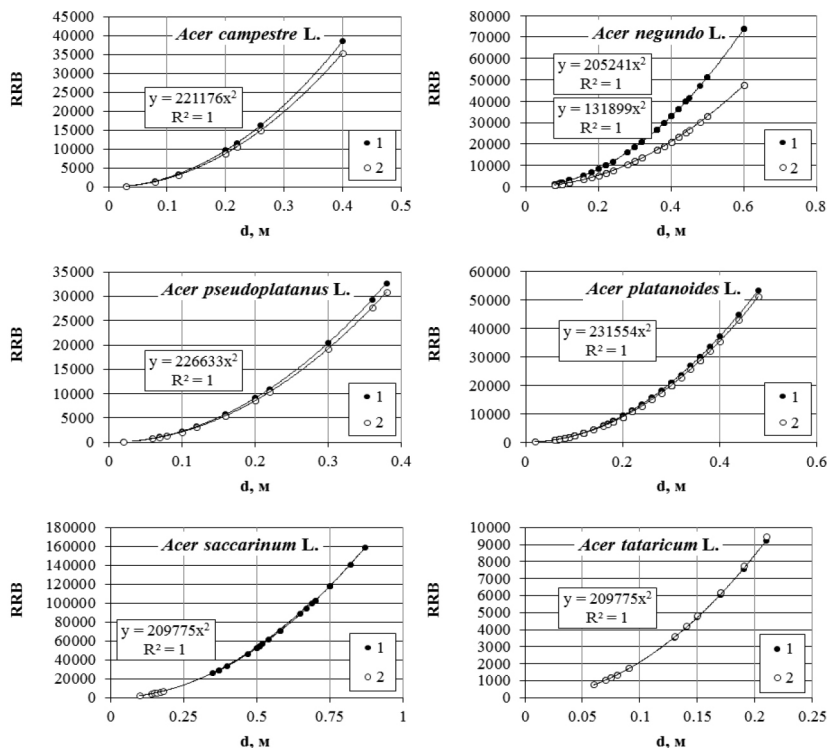 Acer campestre L.
RRB
45000
40000
35000
30000
25000
20000
15000
10000
5000
0
y = 221176x²
R² = 1
1
2
0 0.1 0.2 0.3 0.4 0.5
d, м
Acer negundo L.
RRB
80000
70000
60000
50000
40000
30000
20000
10000
0
y = 205241x²
R² = 1
y = 131899x²
R² = 1
1
2
0 0.2 0.4 0.6 0.8
d, м
Acer pseudoplatanus L.
RRB
35000
30000
25000
20000
15000
10000
5000
0
y = 226633x²
R² = 1
1
2
0 0.1 0.2 0.3 0.4
d, м
Acer platanoides L.
RRB
60000
50000
40000
30000
20000
10000
0
y = 231554x²
R² = 1
1
2
0 0.2 0.4 0.6
d, м
Acer saccarinum L.
RRB
180000
160000
140000
120000
100000
80000
60000
40000
20000
0
y = 209775x²
R² = 1
1
2
0 0.25 0.5 0.75 1
d, м
Acer tataricum L.
RRB
10000
9000
8000
7000
6000
5000
4000
3000
2000
1000
0
y = 209775x²
R² = 1
1
2
0 0.05 0.1 0.15 0.2 0.25
d, м